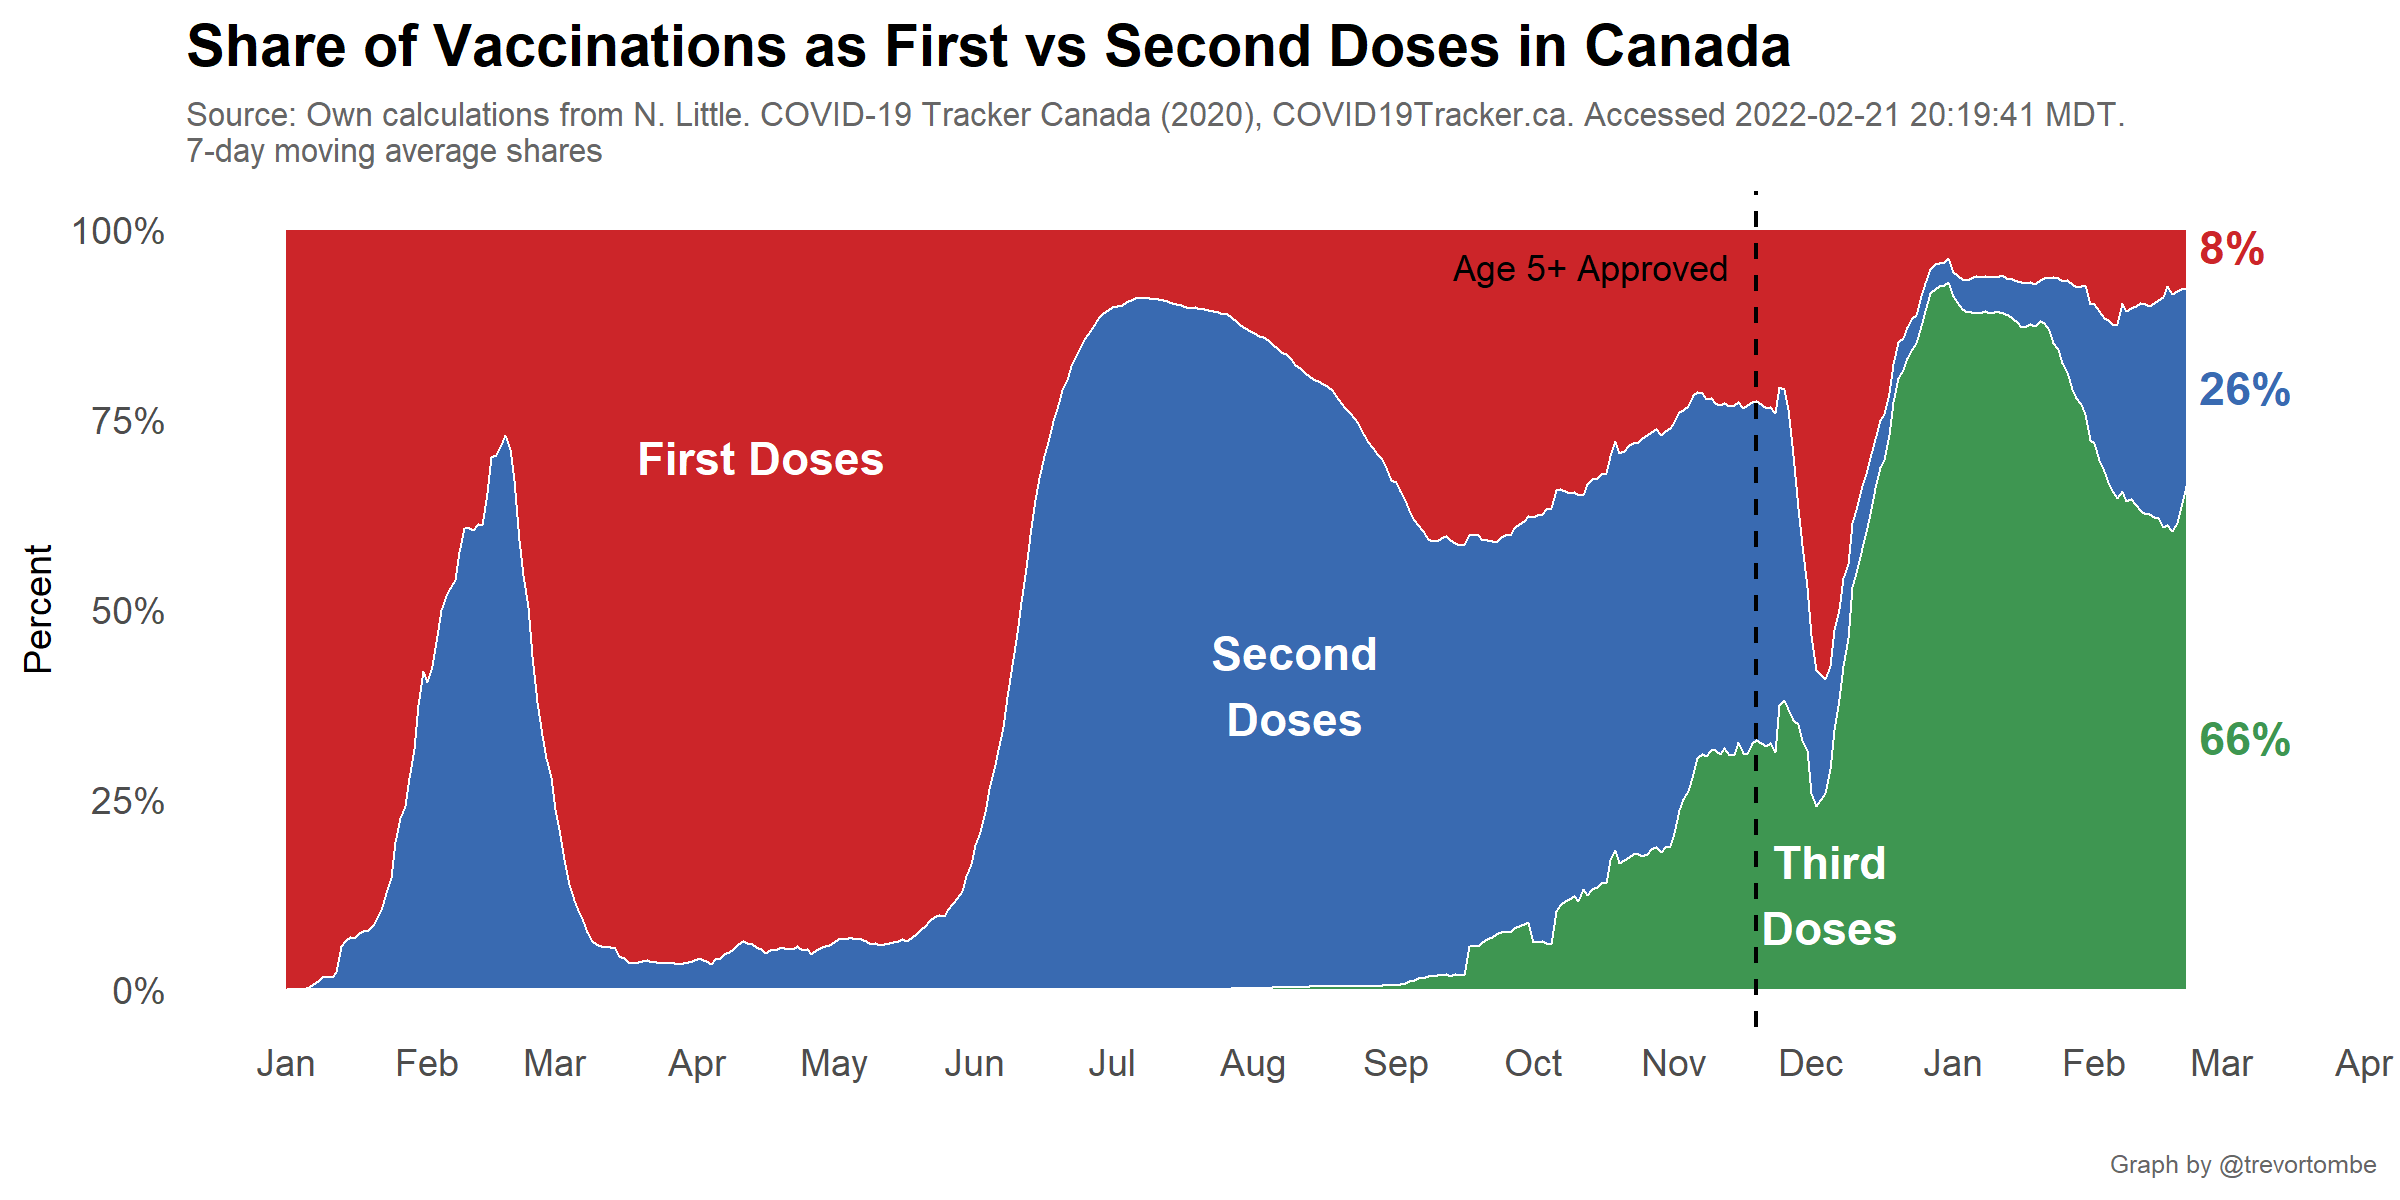 Share of Vaccinations as First vs Second Doses in Canada
Source: Own calculations from N. Little. COVID-19 Tracker Canada (2020), COVID19Tracker.ca. Accessed 2022-02-21 20:19:41 MDT.
7-day moving average shares
Percent
100%
75%
50%
25%
0%
Age 5+ Approved
First Doses
Second
Doses
Third
Doses
8%
26%
66%
Jan Feb Mar Apr May Jun Jul Aug Sep Oct Nov Dec Jan Feb Mar Apr
Graph by @trevortombe